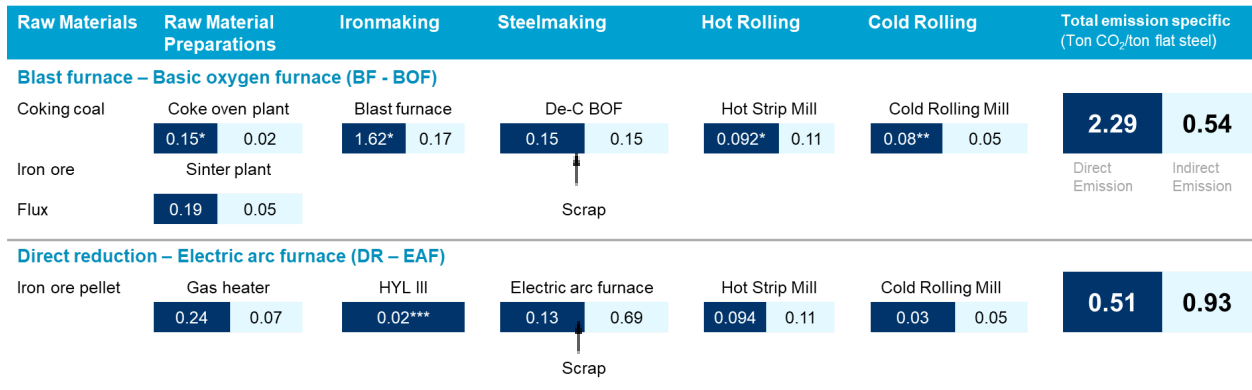 Raw Materials Raw Material Preparations Ironmaking Steelmaking Hot Rolling Cold Rolling Total emission specific (Ton CO₂/ton flat steel)
Blast furnace – Basic oxygen furnace (BF - BOF)
Coking coal Coke oven plant Blast furnace De-C BOF Hot Strip Mill Cold Rolling Mill
0.15* 0.02 1.62* 0.17 0.15 0.15 0.092* 0.11 0.08** 0.05 2.29 0.54
Iron ore Sinter plant Direct Emission Indirect Emission
Flux 0.19 0.05 Scrap
Direct reduction – Electric arc furnace (DR – EAF)
Iron ore pellet Gas heater HYL III Electric arc furnace Hot Strip Mill Cold Rolling Mill
0.24 0.07 0.02*** 0.13 0.69 0.094 0.11 0.03 0.05 0.51 0.93
Scrap